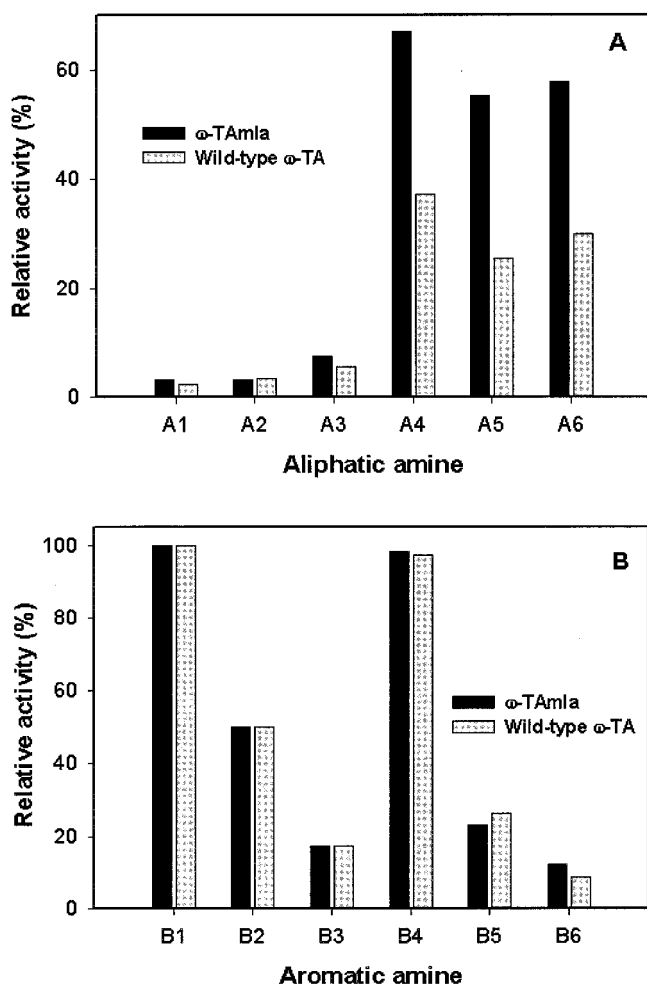 A
Relative activity (%)
60
40
20
0
ω-TAmla
Wild-type ω-TA
A1 A2 A3 A4 A5 A6
Aliphatic amine
B
Relative activity (%)
100
80
60
40
20
0
ω-TAmla
Wild-type ω-TA
B1 B2 B3 B4 B5 B6
Aromatic amine